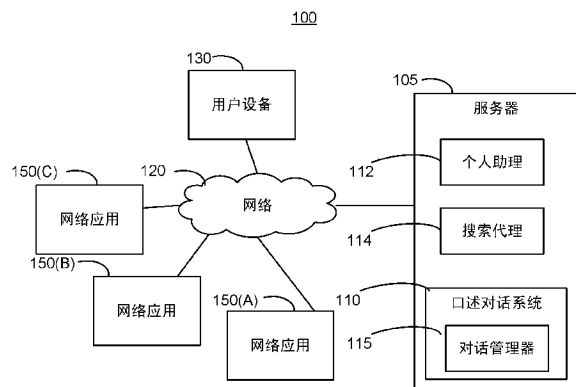 100
130
用户设备
105
服务器
112
个人助理
120
网络
150(C)
网络应用
114
搜索代理
150(B)
网络应用
150(A)
网络应用
110
口述对话系统
115
对话管理器